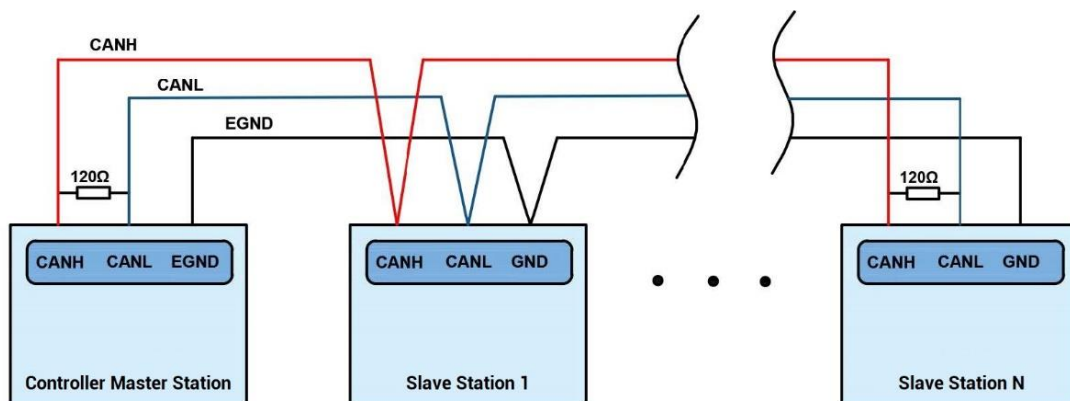 CANH
CANL
EGND
120Ω
120Ω
CANH CANL EGND
CANH CANL GND
CANH CANL GND
Controller Master Station
Slave Station 1
Slave Station N